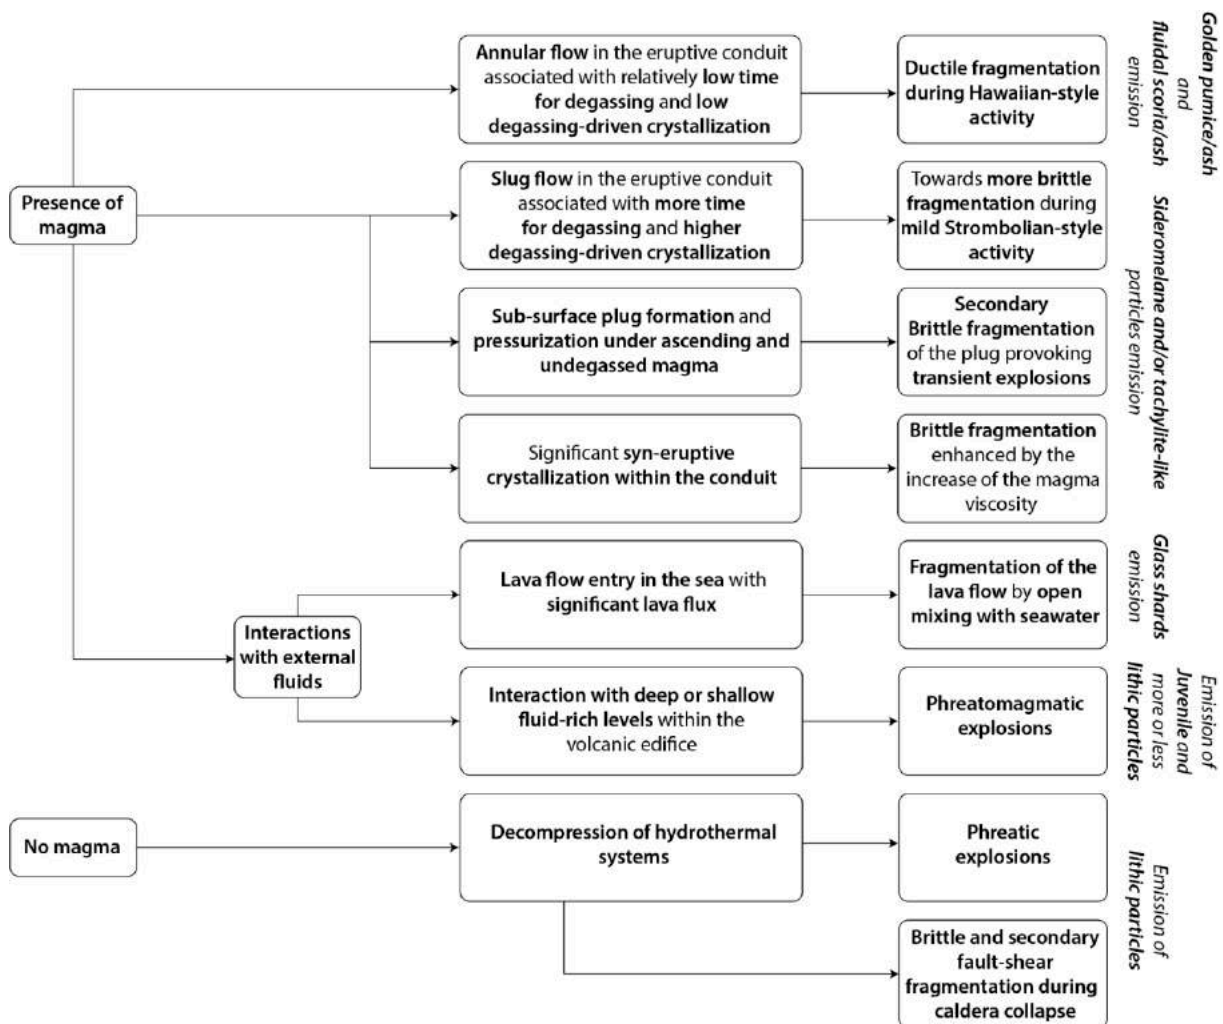 Annular flow in the eruptive conduit
associated with relatively low time
for degassing and low
degassing-driven crystallization
Ductile fragmentation
during Hawaiian-style
activity
Golden pumice/ash
and
fluidal scoria/ash
emission
Presence of
magma
Slug flow in the eruptive conduit
associated with more time
for degassing and higher
degassing-driven crystallization
Towards more brittle
fragmentation during
mild Strombolian-style
activity
Sub-surface plug formation and
pressurization under ascending and
undegassed magma
Secondary
Brittle fragmentation
of the plug provoking
transient explosions
Sideromelane and/or tachylite-like
particles emission
Significant syn-eruptive
crystallization within the conduit
Brittle fragmentation
enhanced by the
increase of the magma
viscosity
Interactions
with external
fluids
Lava flow entry in the sea with
significant lava flux
Fragmentation of the
lava flow by open
mixing with seawater
Glass shards
emission
Interaction with deep or shallow
fluid-rich levels within the
volcanic edifice
Phreatomagmatic
explosions
Emission of
Juvenile and
more or less
lithic particles
No magma
Decompression of hydrothermal
systems
Phreatic
explosions
Brittle and secondary
fault-shear
fragmentation during
caldera collapse
Emission of
lithic particles